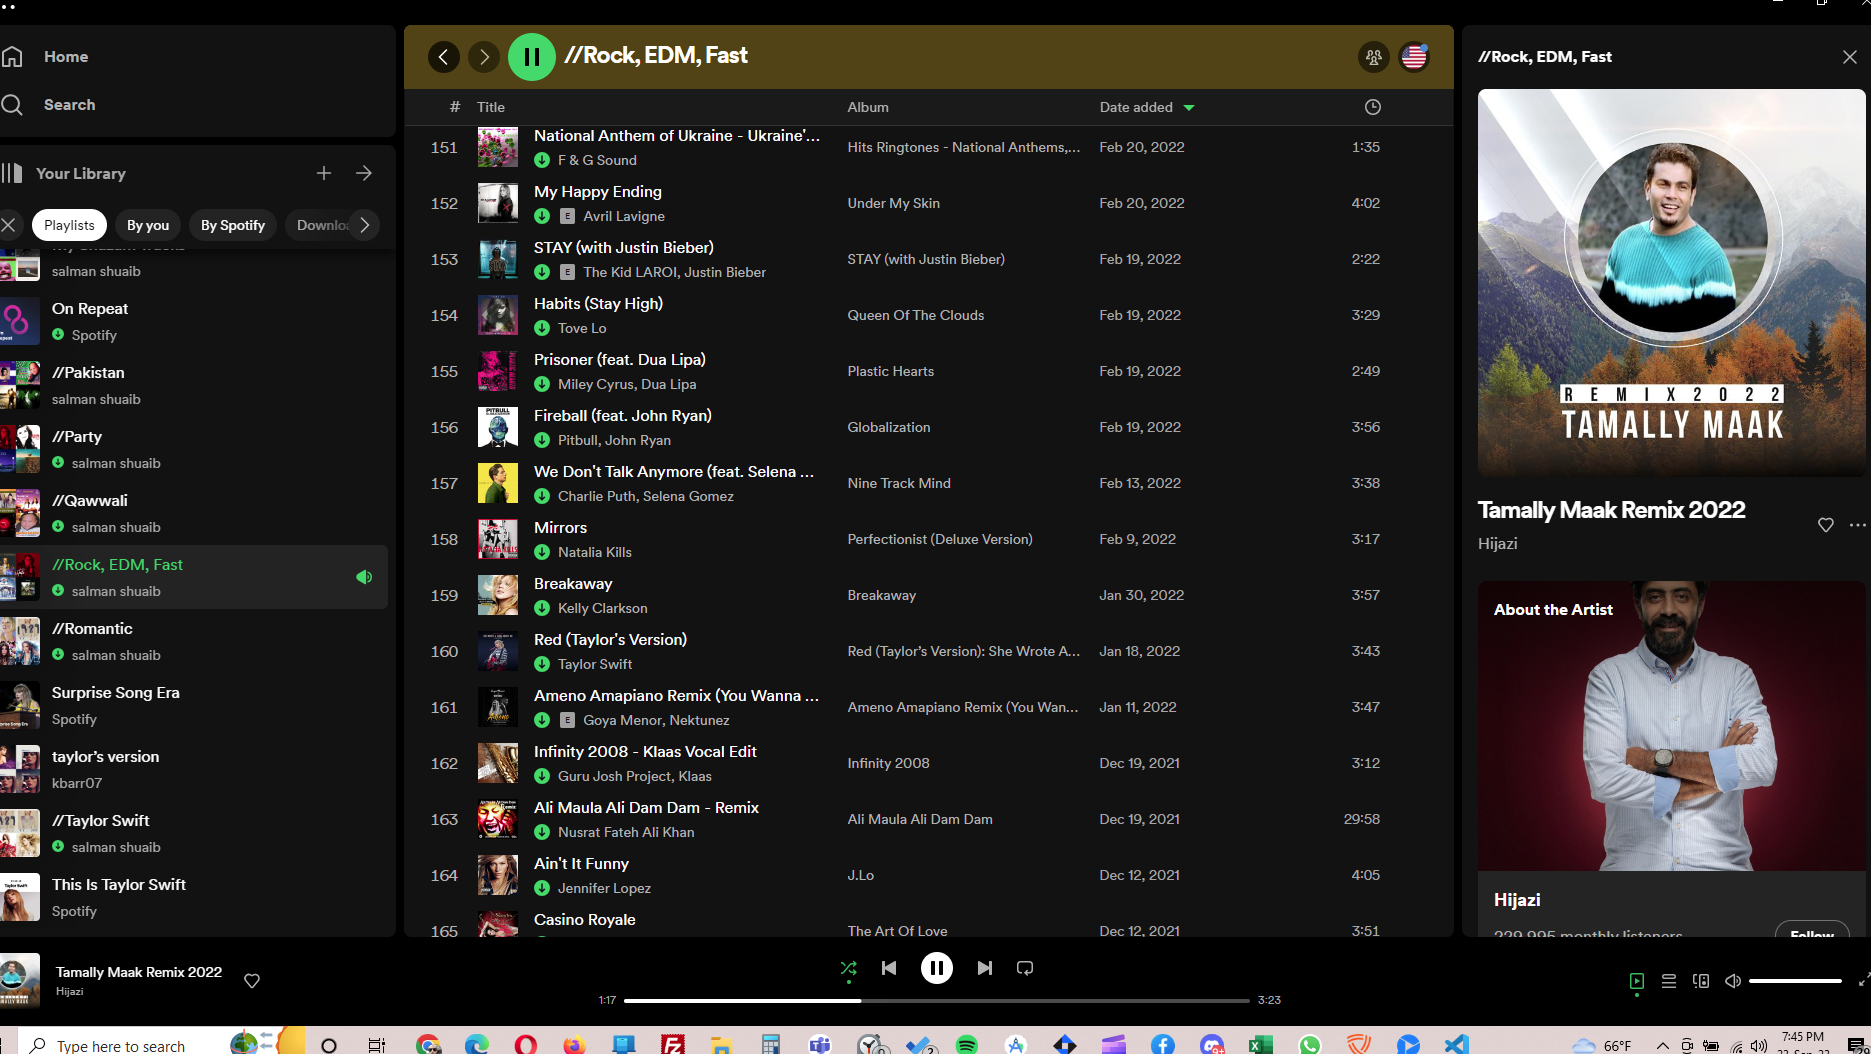 Home
Search
Your Library
Playlists
By you
By Spotify
salman shuaib
On Repeat
Spotify
//Pakistan
salman shuaib
//Party
salman shuaib
//Qawwali
salman shuaib
//Rock, EDM, Fast
salman shuaib
//Romantic
salman shuaib
Surprise Song Era
Spotify
taylor's version
kbarr07
//Taylor Swift
salman shuaib
This Is Taylor Swift
Spotify
//Rock, EDM, Fast
# Title Album Date added
151 National Anthem of Ukraine - Ukraine'... Hits Ringtones - National Anthems,... Feb 20, 2022 1:35
F & G Sound
152 My Happy Ending Under My Skin Feb 20, 2022 4:02
E Avril Lavigne
153 STAY (with Justin Bieber) STAY (with Justin Bieber) Feb 19, 2022 2:22
E The Kid LAROI, Justin Bieber
154 Habits (Stay High) Queen Of The Clouds Feb 19, 2022 3:29
Tove Lo
155 Prisoner (feat. Dua Lipa) Plastic Hearts Feb 19, 2022 2:49
Miley Cyrus, Dua Lipa
156 Fireball (feat. John Ryan) Globalization Feb 19, 2022 3:56
Pitbull, John Ryan
157 We Don't Talk Anymore (feat. Selena ... Nine Track Mind Feb 13, 2022 3:38
Charlie Puth, Selena Gomez
158 Mirrors Perfectionist (Deluxe Version) Feb 9, 2022 3:17
Natalia Kills
159 Breakaway Breakaway Jan 30, 2022 3:57
Kelly Clarkson
160 Red (Taylor's Version) Red (Taylor's Version): She Wrote A... Jan 18, 2022 3:43
Taylor Swift
161 Ameno Amapiano Remix (You Wanna ... Ameno Amapiano Remix (You Wan... Jan 11, 2022 3:47
E Goya Menor, Nektunez
162 Infinity 2008 - Klaas Vocal Edit Infinity 2008 Dec 19, 2021 3:12
Guru Josh Project, Klaas
163 Ali Maula Ali Dam Dam - Remix Ali Maula Ali Dam Dam Dec 19, 2021 29:58
Nusrat Fateh Ali Khan
164 Ain't It Funny J.Lo Dec 12, 2021 4:05
Jennifer Lopez
165 Casino Royale The Art Of Love Dec 12, 2021 3:51
//Rock, EDM, Fast
REMIX2022
TAMALLY MAAK
Tamally Maak Remix 2022
Hijazi
About the Artist
Hijazi
229,995 monthly listeners
Follow
Tamally Maak Remix 2022
Hijazi
1:17
3:23
Type here to search
66°F
7:45 PM